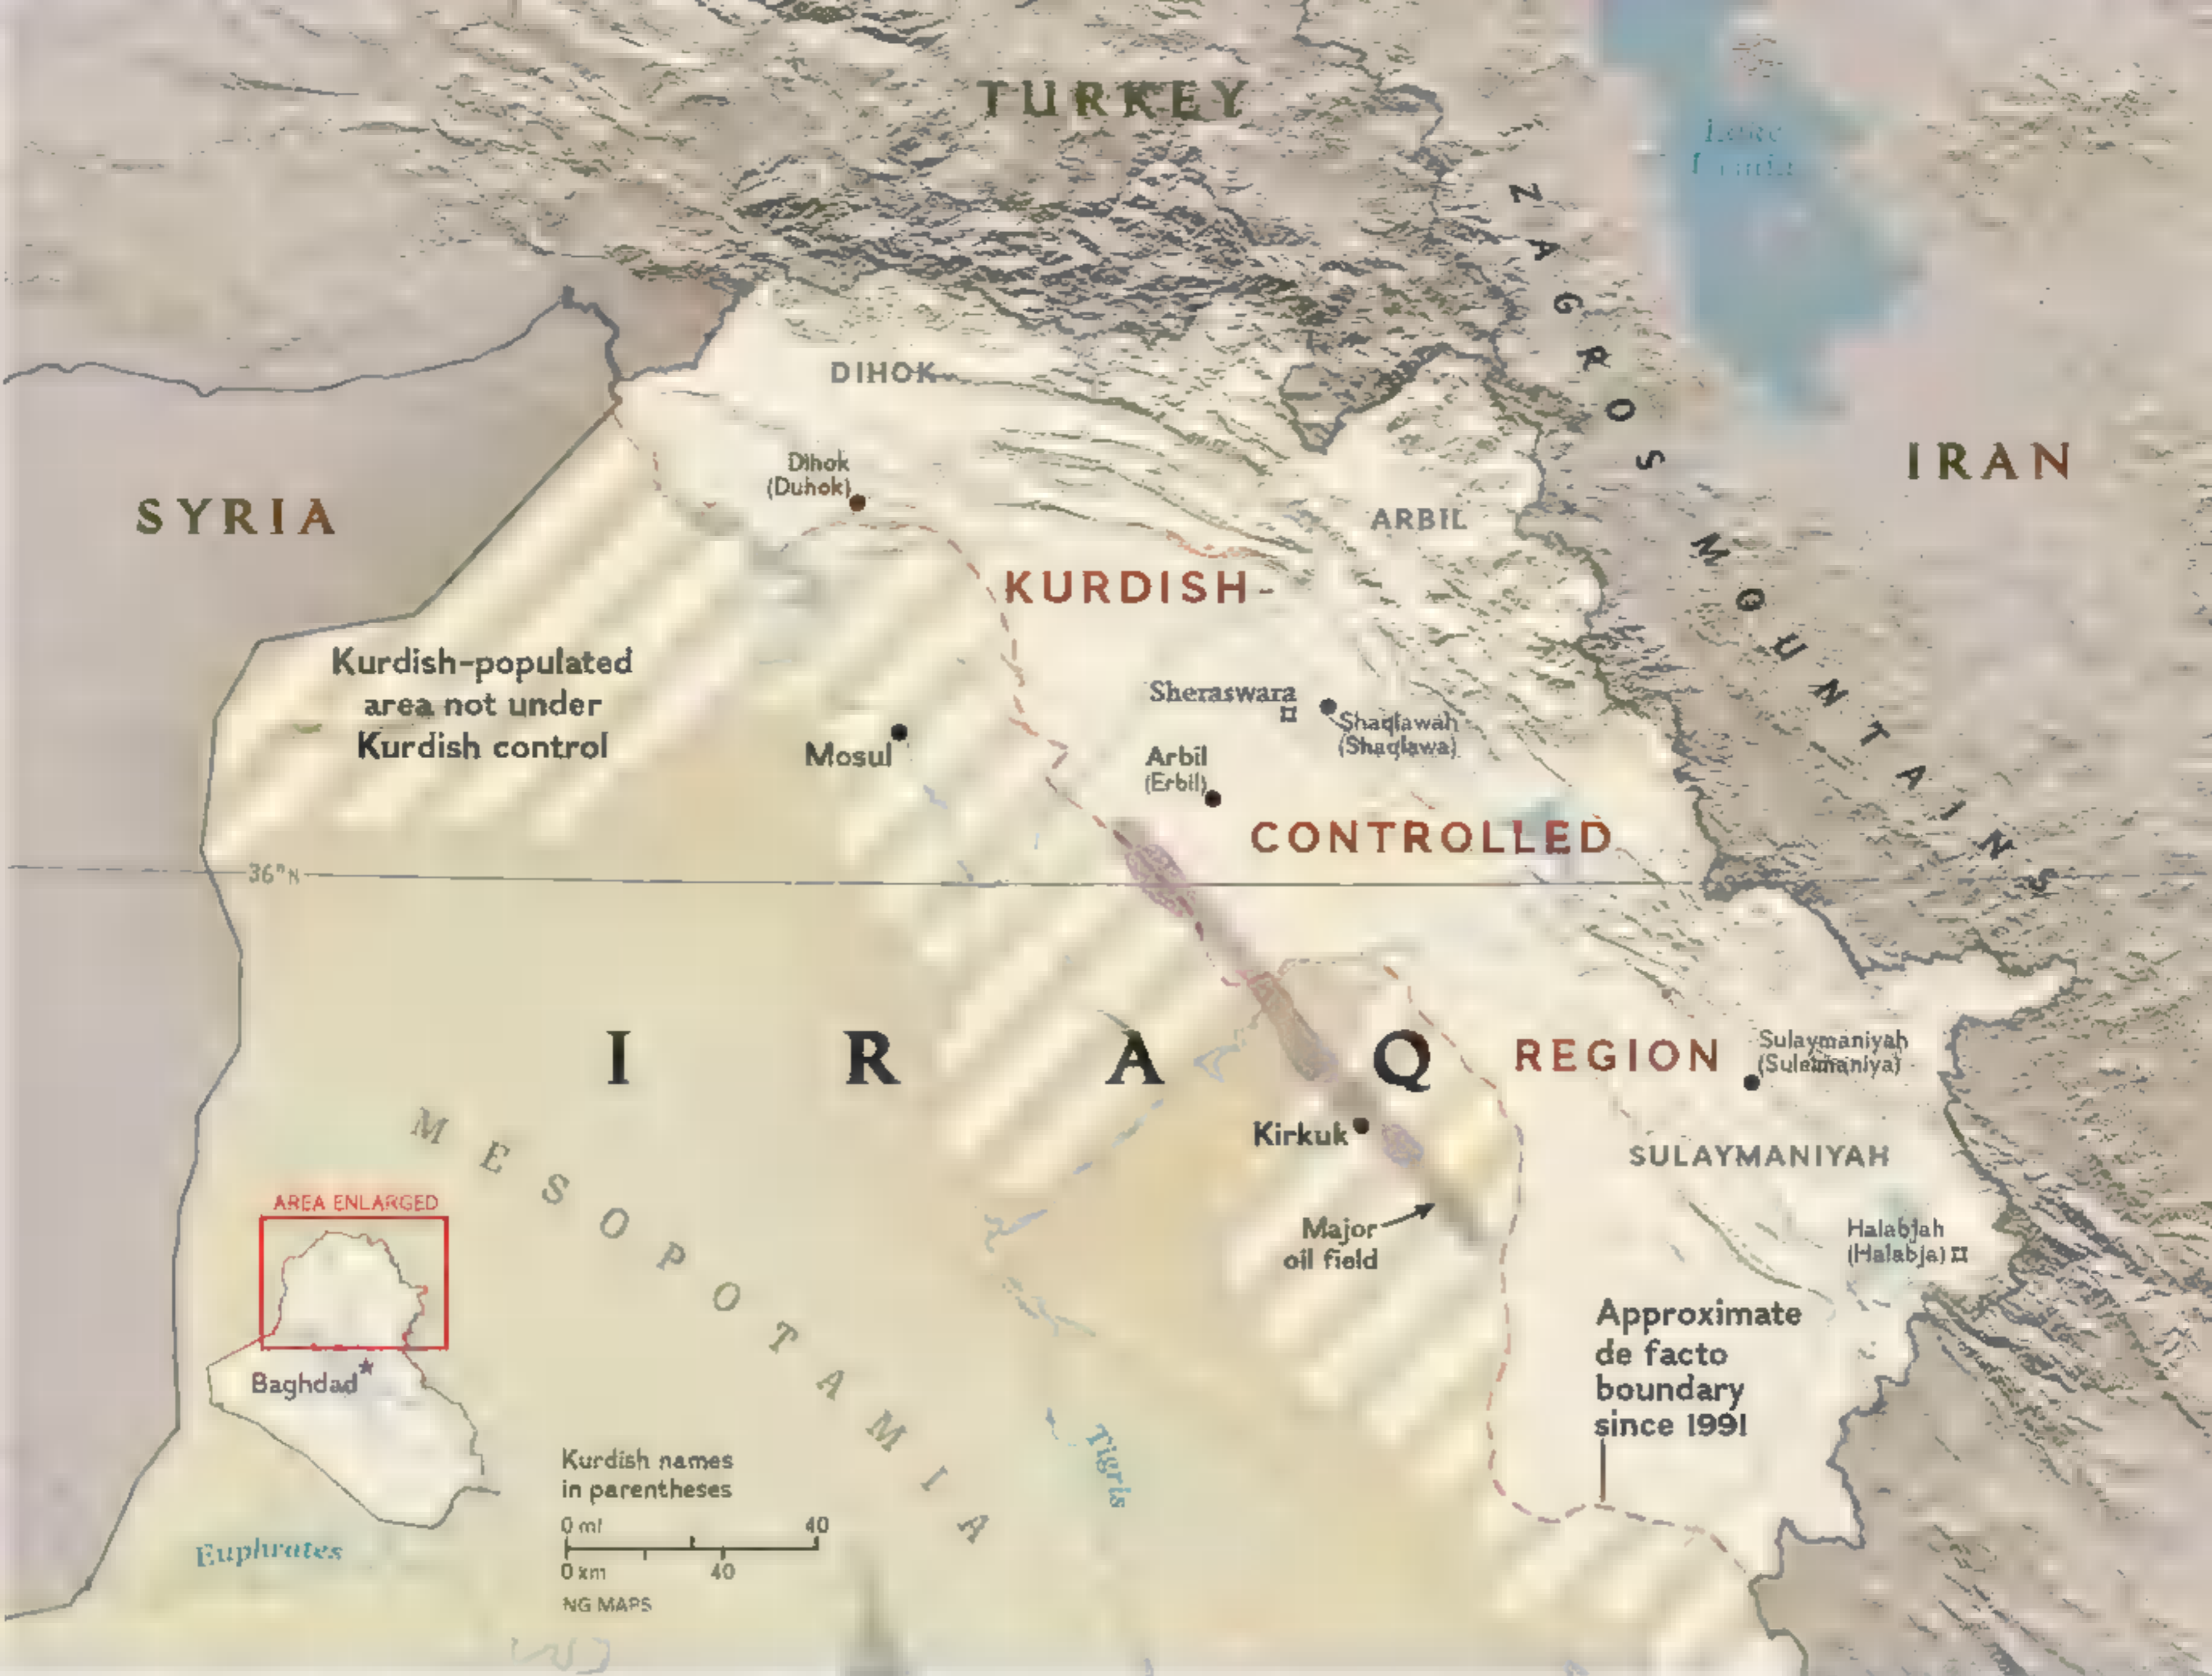 TURKEY
Lake
ZAGROS MOUNTAINS
DIHOK
Dihok
(Duhok)
SYRIA
IRAN
ARBIL
KURDISH-
Kurdish-populated
area not under
Kurdish control
Sheraswara
Shaqlawah
(Shaqlawa)
Mosul
Arbil
(Erbil)
CONTROLLED
36°N
IRAQ
REGION
Sulaymaniyah
(Suleimaniya)
MESOPOTAMIA
Kirkuk
SULAYMANIYAH
AREA ENLARGED
Major
oil field
Halabjah
(Halabja)
Approximate
de facto
boundary
since 1991
Baghdad
Tigris
Kurdish names
in parentheses
0 mi 40
0 km 40
NG MAPS
Euphrates